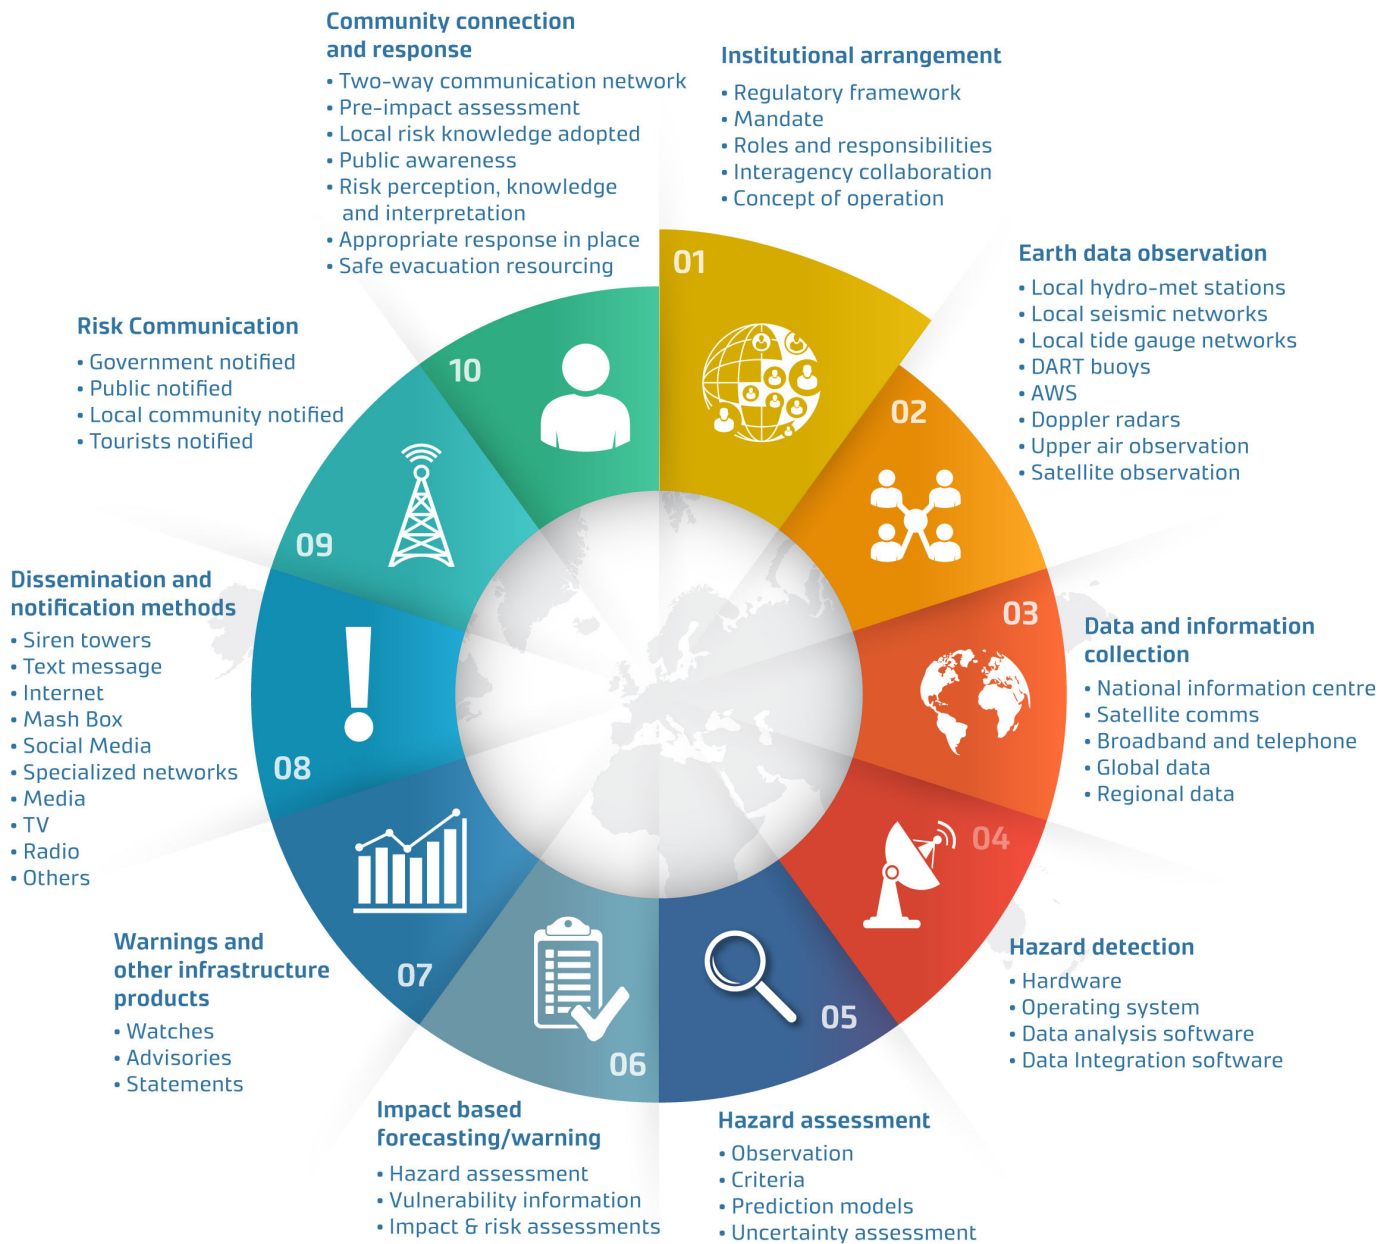 Community connection
and response
• Two-way communication network
• Pre-impact assessment
• Local risk knowledge adopted
• Public awareness
• Risk perception, knowledge
and interpretation
• Appropriate response in place
• Safe evacuation resourcing
Institutional arrangement
• Regulatory framework
• Mandate
• Roles and responsibilities
• Interagency collaboration
• Concept of operation
Earth data observation
• Local hydro-met stations
• Local seismic networks
• Local tide gauge networks
• DART buoys
• AWS
• Doppler radars
• Upper air observation
• Satellite observation
Risk Communication
• Government notified
• Public notified
• Local community notified
• Tourists notified
01
02
03
04
05
06
07
08
09
10
Data and information
collection
• National information centre
• Satellite comms
• Broadband and telephone
• Global data
• Regional data
Dissemination and
notification methods
• Siren towers
• Text message
• Internet
• Mash Box
• Social Media
• Specialized networks
• Media
• TV
• Radio
• Others
Hazard detection
• Hardware
• Operating system
• Data analysis software
• Data Integration software
Warnings and
other infrastructure
products
• Watches
• Advisories
• Statements
Impact based
forecasting/warning
• Hazard assessment
• Vulnerability information
• Impact & risk assessments
Hazard assessment
• Observation
• Criteria
• Prediction models
• Uncertainty assessment